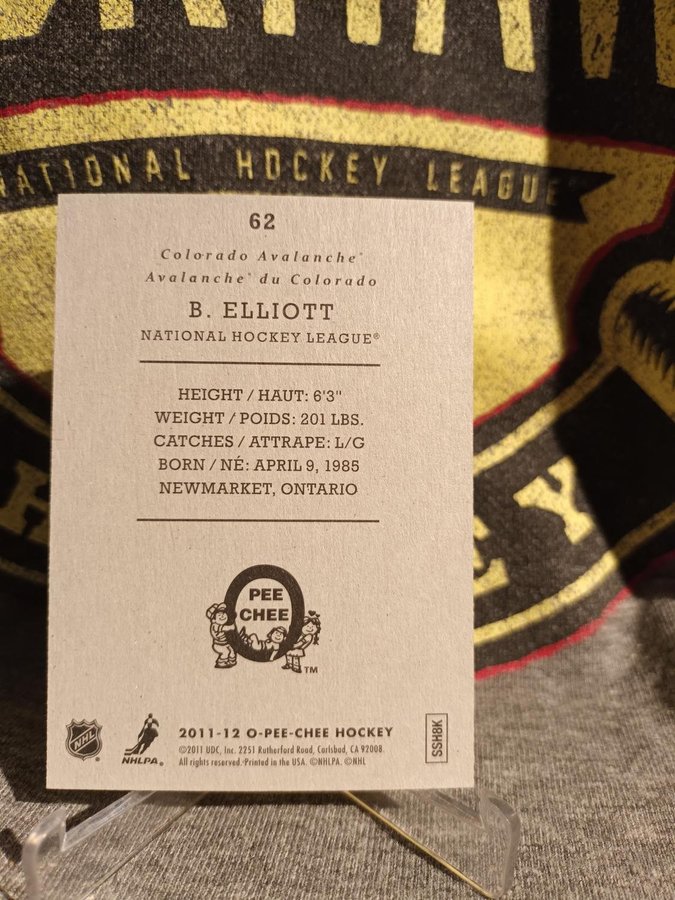 NATIONAL HOCKEY LEAGUE
62
Colorado Avalanche®
Avalanche® du Colorado
B. ELLIOTT
NATIONAL HOCKEY LEAGUE®
HEIGHT / HAUT: 6'3"
WEIGHT / POIDS: 201 LBS.
CATCHES / ATTRAPE: L/G
BORN / NÉ: APRIL 9, 1985
NEWMARKET, ONTARIO
O
PEE
CHEE
TM
NHL
NHLPA®
2011-12 O-PEE-CHEE HOCKEY
©2011 UDC, Inc. 2251 Rutherford Road, Carlsbad, CA 92008.
All rights reserved. Printed in the USA. ©NHLPA. ©NHL
SSH8K